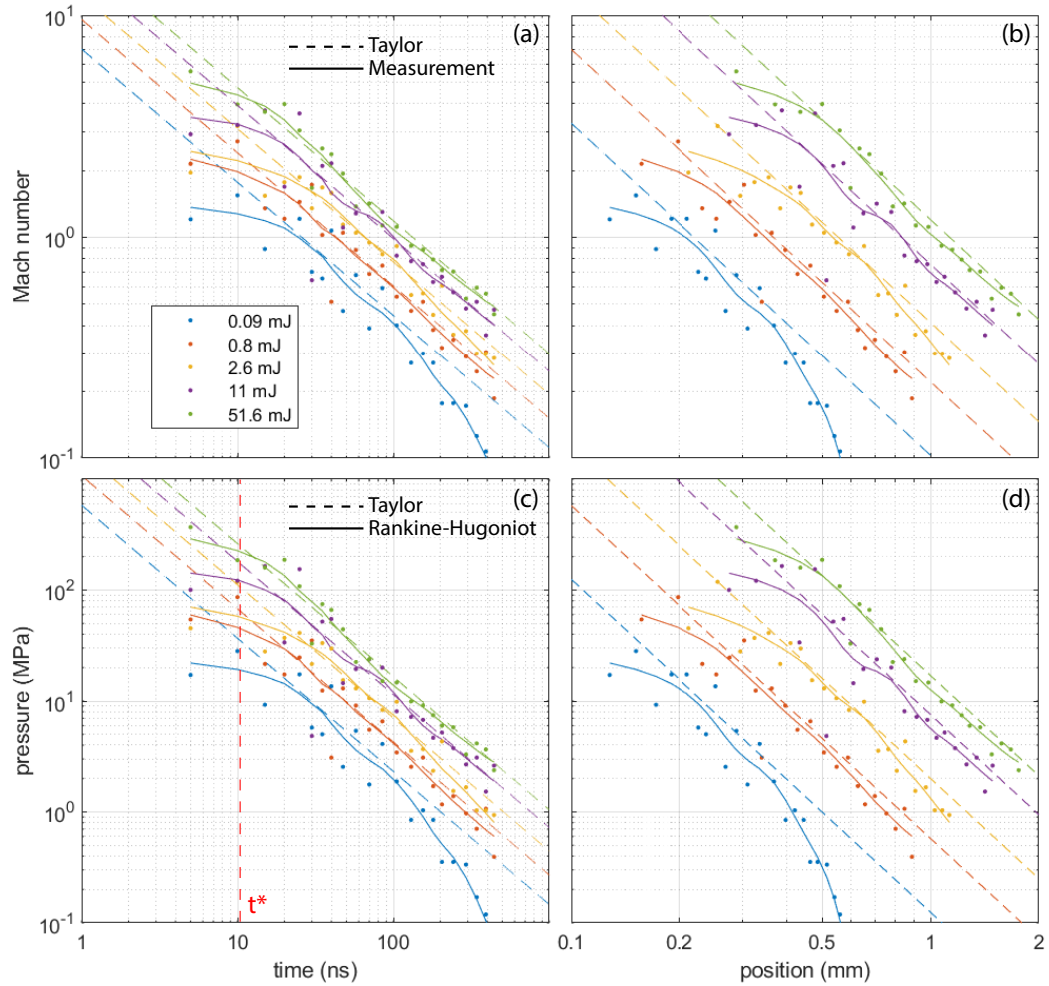 10^1
(a)
(b)
Taylor
Measurement
Mach number
10^0
0.09 mJ
0.8 mJ
2.6 mJ
11 mJ
51.6 mJ
10^-1
(c)
(d)
Taylor
Rankine-Hugoniot
10^2
pressure (MPa)
10^1
10^0
t*
10^-1
1 10 100 0.1 0.2 0.5 1 2
time (ns) position (mm)